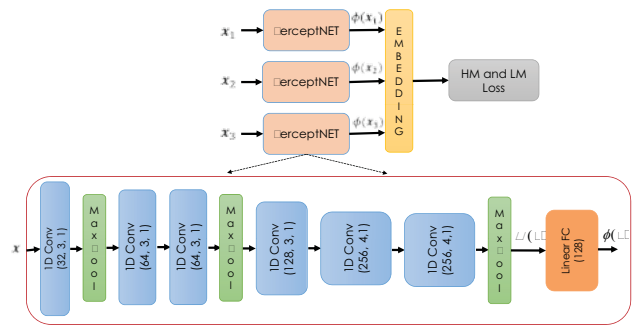 x₁
□erceptNET
ϕ(x₁)
x₂
□erceptNET
ϕ(x₂)
x₃
□erceptNET
ϕ(x₃)
EMBEDDING
HM and LM
Loss
x
1D Conv
(32, 3, 1)
Max□ool
1D Conv
(64, 3, 1)
1D Conv
(64, 3, 1)
Max□ool
1D Conv
(128, 3, 1)
1D Conv
(256, 4.1)
1D Conv
(256, 4.1)
Max□ool
Linear FC
(128)
ϕ(